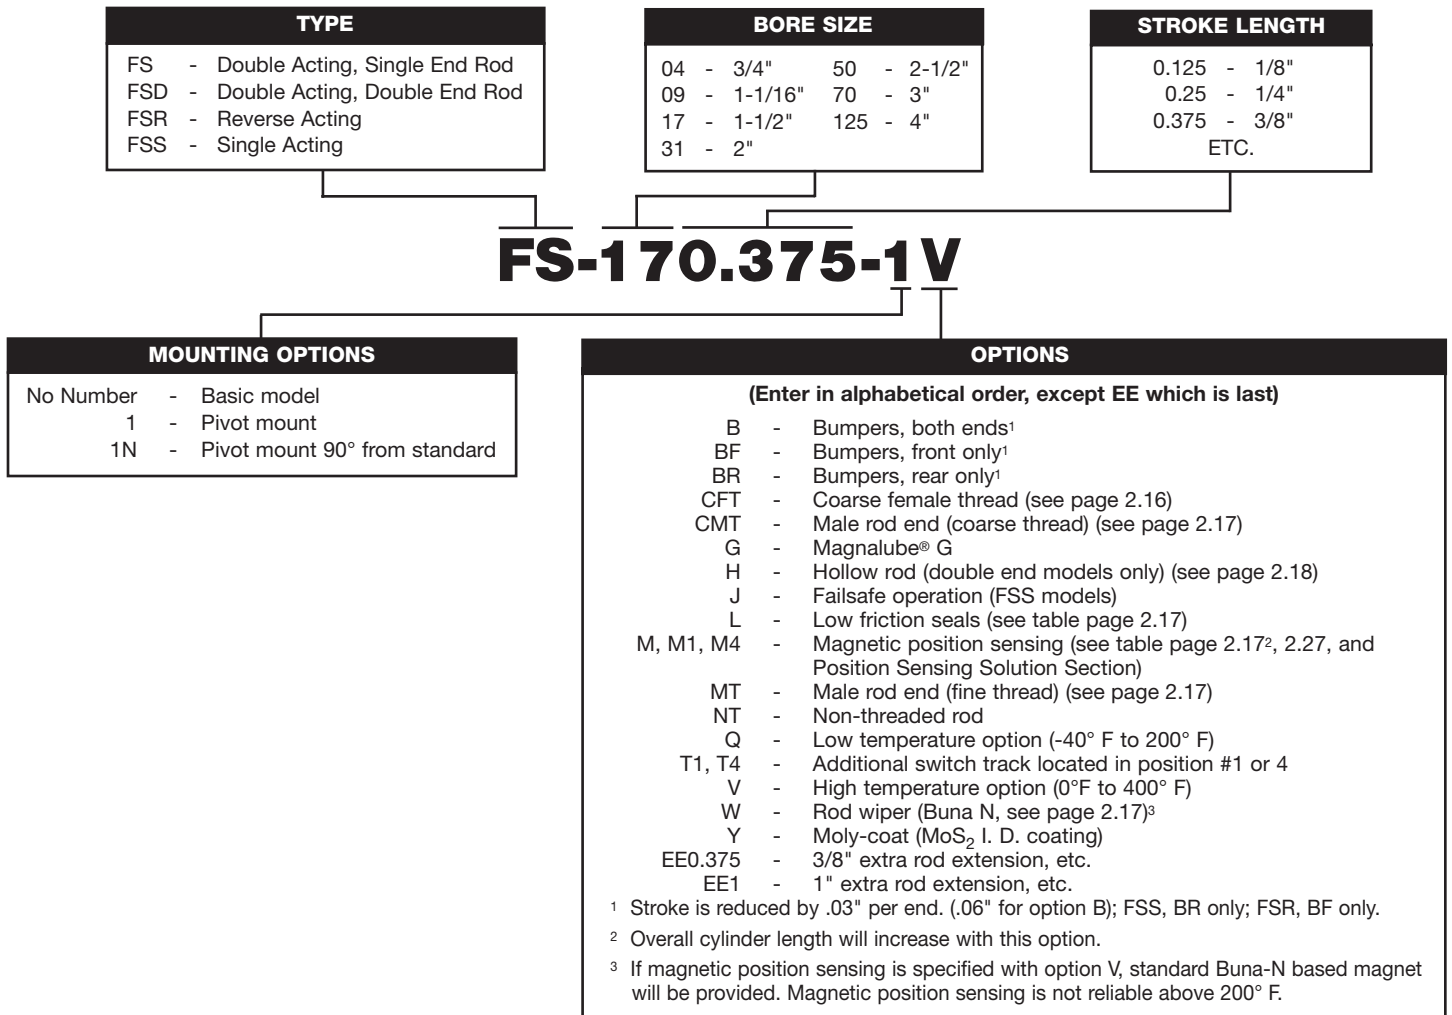 TYPE
FS - Double Acting, Single End Rod
FSD - Double Acting, Double End Rod
FSR - Reverse Acting
FSS - Single Acting
BORE SIZE
04 - 3/4" 50 - 2-1/2"
09 - 1-1/16" 70 - 3"
17 - 1-1/2" 125 - 4"
31 - 2"
STROKE LENGTH
0.125 - 1/8"
0.25 - 1/4"
0.375 - 3/8"
ETC.
FS-170.375-1V
MOUNTING OPTIONS
No Number - Basic model
1 - Pivot mount
1N - Pivot mount 90° from standard
OPTIONS
(Enter in alphabetical order, except EE which is last)
B - Bumpers, both ends¹
BF - Bumpers, front only¹
BR - Bumpers, rear only¹
CFT - Coarse female thread (see page 2.16)
CMT - Male rod end (coarse thread) (see page 2.17)
G - Magnalube® G
H - Hollow rod (double end models only) (see page 2.18)
J - Failsafe operation (FSS models)
L - Low friction seals (see table page 2.17)
M, M1, M4 - Magnetic position sensing (see table page 2.17², 2.27, and
Position Sensing Solution Section)
MT - Male rod end (fine thread) (see page 2.17)
NT - Non-threaded rod
Q - Low temperature option (-40° F to 200° F)
T1, T4 - Additional switch track located in position #1 or 4
V - High temperature option (0°F to 400° F)
W - Rod wiper (Buna N, see page 2.17)³
Y - Moly-coat (MoS₂ I. D. coating)
EE0.375 - 3/8" extra rod extension, etc.
EE1 - 1" extra rod extension, etc.
¹ Stroke is reduced by .03" per end. (.06" for option B); FSS, BR only; FSR, BF only.
² Overall cylinder length will increase with this option.
³ If magnetic position sensing is specified with option V, standard Buna-N based magnet
will be provided. Magnetic position sensing is not reliable above 200° F.